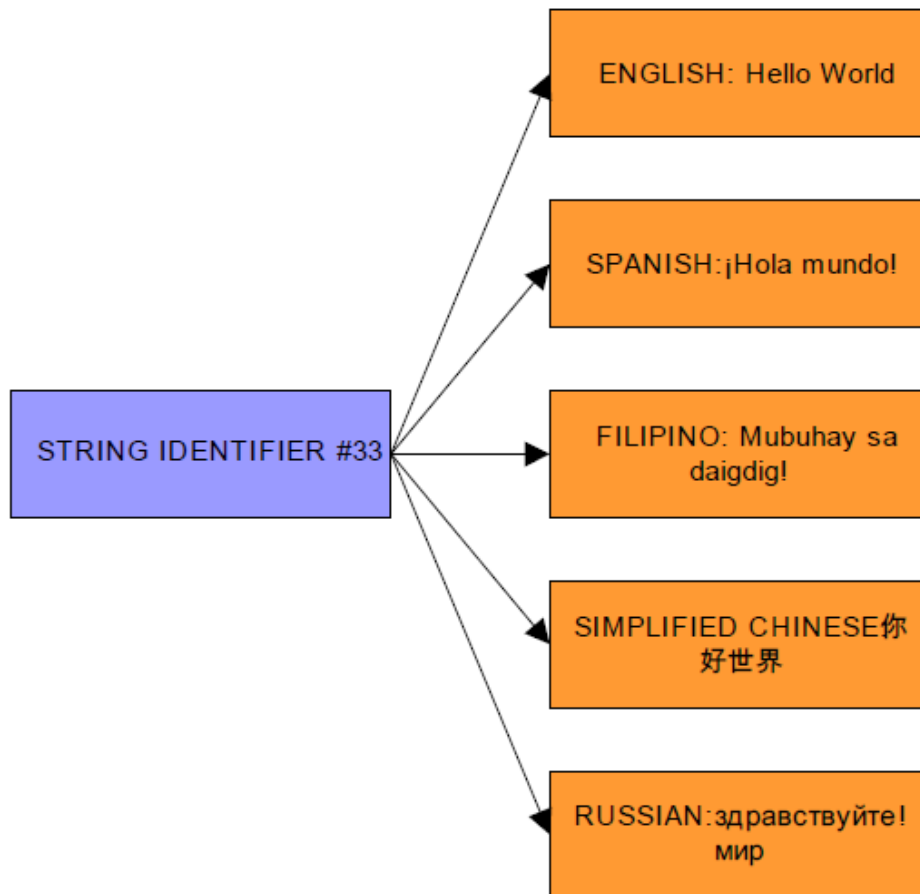 ENGLISH: Hello World
SPANISH:¡Hola mundo!
STRING IDENTIFIER #33
FILIPINO: Mubuhay sa
daigdig!
SIMPLIFIED CHINESE你
好世界
RUSSIAN:здравствуйте!
мир